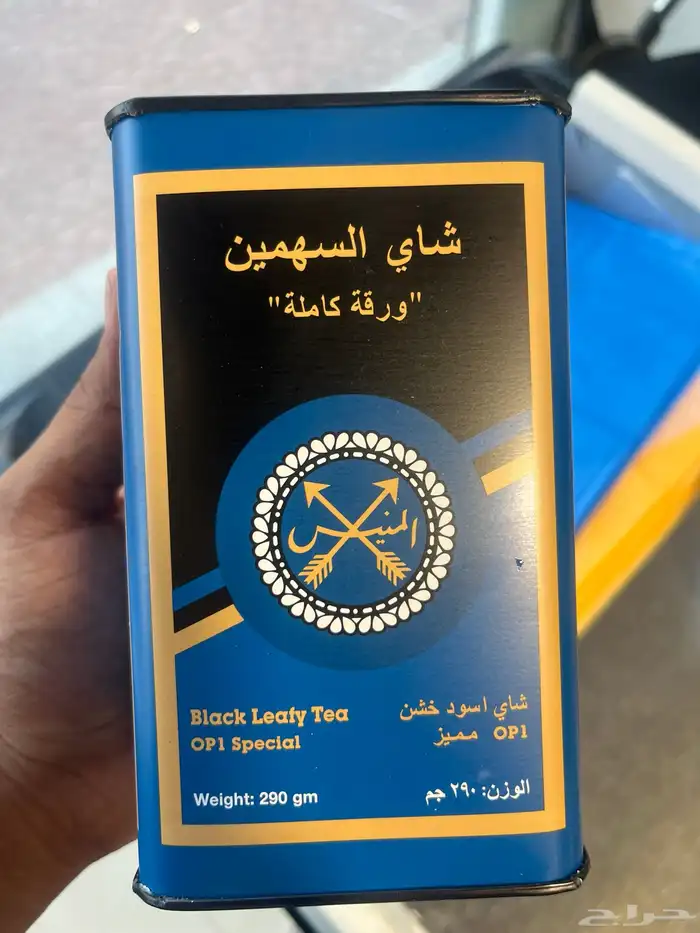 شاي السهمين
"ورقة كاملة"
المنيس
Black Leafy Tea
OP1 Special
شاي اسود خشن
OP1 مميز
Weight: 290 gm
الوزن: ٢٩٠ جم
حراج